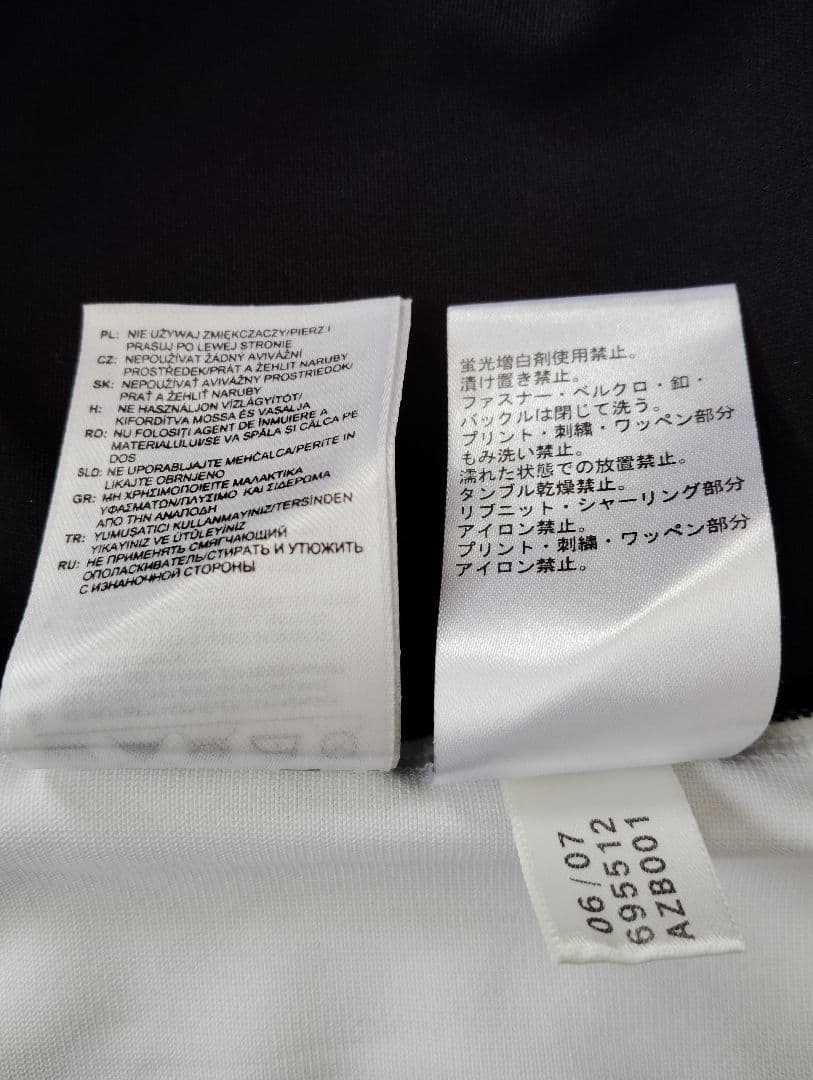 PL: NIE UŻYWAJ ZMIĘKCZACZY/PIERZ I
PRASUJ PO LEWEJ STRONIE
CZ: NEPOUŽÍVAT ŽÁDNÝ AVIVÁŽNÍ
PROSTŘEDEK/PRÁT A ŽEHLIT NARUBY
SK: NEPOUŽÍVAŤ AVIVÁŽNY PROSTRIEDOK/
PRAŤ A ŽEHLIŤ NARUBY
H: NE HASZNÁLJON VÍZLÁGYÍTÓT/
KIFORDÍTVA MOSSA ÉS VASALJA
RO: NU FOLOSIŢI AGENT DE ÎNMUIERE A
MATERIALULUI/SE VA SPĂLA SI CĂLCA PE
DOS
SLO: NE UPORABLJAJTE MEHČALCA/PERITE IN
LIKAJTE OBRNJENO
GR: ΜΗ ΧΡΗΣΙΜΟΠΟΙΕΙΤΕ ΜΑΛΑΚΤΙΚΑ
ΥΦΑΣΜΑΤΩΝ/ΠΛΥΣΙΜΟ ΚΑΙ ΣΙΔΕΡΩΜΑ
ΑΠΟ ΤΗΝ ΑΝΑΠΟΔΗ
TR: YUMUŞATICI KULLANMAYINIZ/TERSİNDEN
YIKAYINIZ VE ÜTÜLEYİNİZ
RU: НЕ ПРИМЕНЯТЬ СМЯГЧАЮЩИЙ
ОПОЛАСКИВАТЕЛЬ/СТИРАТЬ И УТЮЖИТЬ
С ИЗНАНОЧНОЙ СТОРОНЫ
蛍光増白剤使用禁止。
漬け置き禁止。
ファスナー・ベルクロ・釦・
バックルは閉じて洗う。
プリント・刺繍・ワッペン部分
もみ洗い禁止。
濡れた状態での放置禁止。
タンブル乾燥禁止。
リブニット・シャーリング部分
アイロン禁止。
プリント・刺繍・ワッペン部分
アイロン禁止。
06/07
695512
AZB001